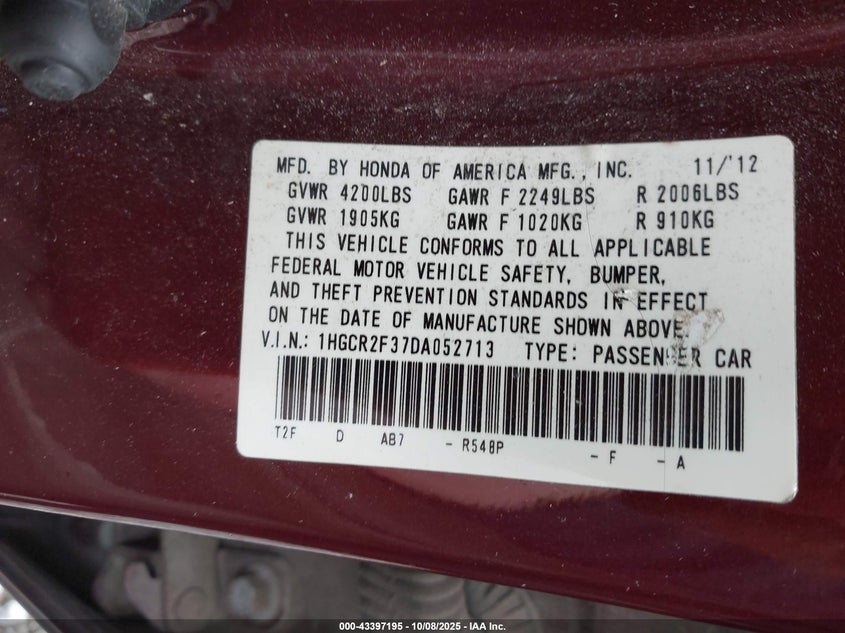 MFD. BY HONDA OF AMERICA MFG., INC. 11/'12
GVWR 4200LBS GAWR F 2249LBS R 2006LBS
GVWR 1905KG GAWR F 1020KG R 910KG
THIS VEHICLE CONFORMS TO ALL APPLICABLE
FEDERAL MOTOR VEHICLE SAFETY, BUMPER,
AND THEFT PREVENTION STANDARDS IN EFFECT
ON THE DATE OF MANUFACTURE SHOWN ABOVE.
V.I.N.: 1HGCR2F37DA052713 TYPE: PASSENGER CAR
T2F D AB7 - R548P - F - A
000-43397195 - 10/08/2025 - IAA Inc.